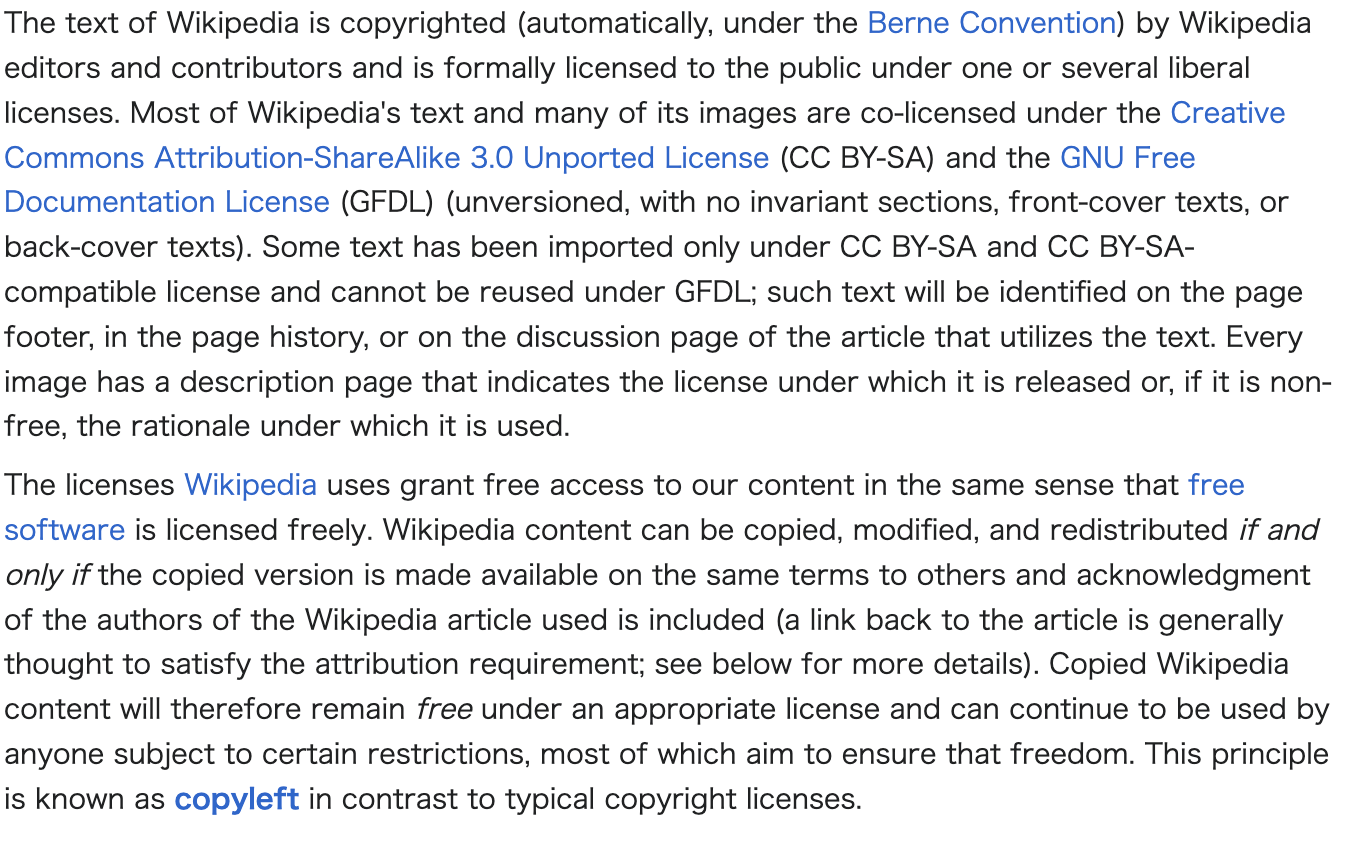 The text of Wikipedia is copyrighted (automatically, under the Berne Convention) by Wikipedia
editors and contributors and is formally licensed to the public under one or several liberal
licenses. Most of Wikipedia's text and many of its images are co-licensed under the Creative
Commons Attribution-ShareAlike 3.0 Unported License (CC BY-SA) and the GNU Free
Documentation License (GFDL) (unversioned, with no invariant sections, front-cover texts, or
back-cover texts). Some text has been imported only under CC BY-SA and CC BY-SA-
compatible license and cannot be reused under GFDL; such text will be identified on the page
footer, in the page history, or on the discussion page of the article that utilizes the text. Every
image has a description page that indicates the license under which it is released or, if it is non-
free, the rationale under which it is used.
The licenses Wikipedia uses grant free access to our content in the same sense that free
software is licensed freely. Wikipedia content can be copied, modified, and redistributed if and
only if the copied version is made available on the same terms to others and acknowledgment
of the authors of the Wikipedia article used is included (a link back to the article is generally
thought to satisfy the attribution requirement; see below for more details). Copied Wikipedia
content will therefore remain free under an appropriate license and can continue to be used by
anyone subject to certain restrictions, most of which aim to ensure that freedom. This principle
is known as copyleft in contrast to typical copyright licenses.